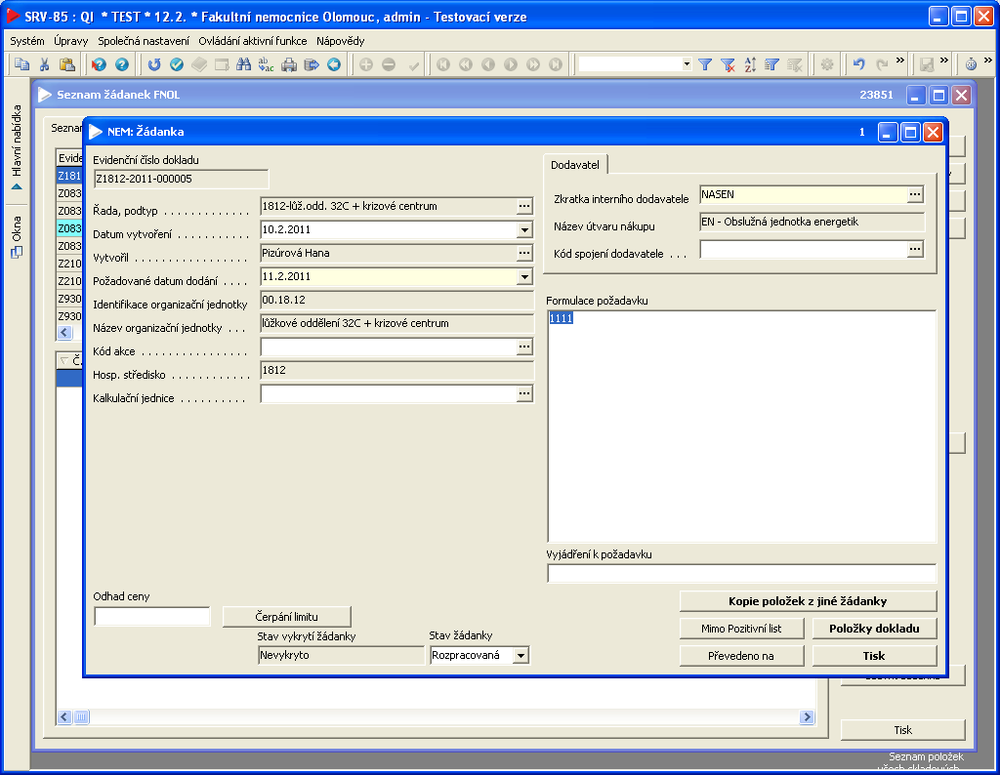 SRV-85 : QI * TEST * 12.2. * Fakultní nemocnice Olomouc, admin - Testovací verze
Systém Úpravy Společná nastavení Ovládání aktivní funkce Nápovědy
Hlavní nabídka
Okna
Seznam žádanek FNOL 23851
NEM: Žádanka 1
Evidenční číslo dokladu
Z1812-2011-000005
Řada, podtyp . . . . . . . . . . . . 1812-lůž.odd. 32C + krizové centrum
Datum vytvoření . . . . . . . . . . 10.2.2011
Vytvořil . . . . . . . . . . . . . . . . Pizúrová Hana
Požadované datum dodání . . . . 11.2.2011
Identifikace organizační jednotky 00.18.12
Název organizační jednotky . . . lůžkové oddělení 32C + krizové centrum
Kód akce . . . . . . . . . . . . . . .
Hosp. středisko . . . . . . . . . . . 1812
Kalkulační jednice . . . . . . . . . .
Dodavatel
Zkratka interního dodavatele NASEN
Název útvaru nákupu EN - Obslužná jednotka energetik
Kód spojení dodavatele . . .
Formulace požadavku
1111
Vyjádření k požadavku
Odhad ceny
Čerpání limitu
Stav vykrytí žádanky
Nevykryto
Stav žádanky
Rozpracovaná
Kopie položek z jiné žádanky
Mimo Pozitivní list Položky dokladu
Převedeno na Tisk
Z181
Z083
Z083
Z083
Z083
Z210
Z210
Z930
Z930
Tisk
Seznam položek